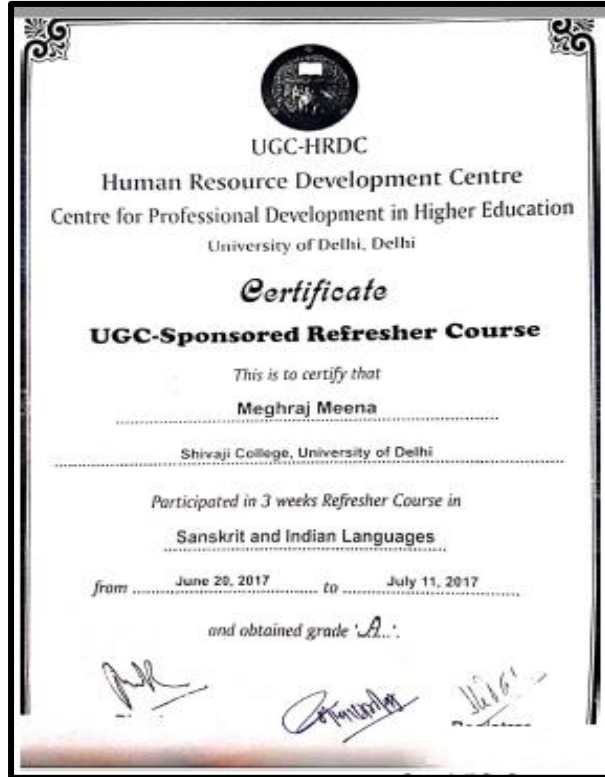 UGC-HRDC
Human Resource Development Centre
Centre for Professional Development in Higher Education
University of Delhi, Delhi
Certificate
UGC-Sponsored Refresher Course
This is to certify that
Meghraj Meena
Shivaji College, University of Delhi
Participated in 3 weeks Refresher Course in
Sanskrit and Indian Languages
from June 20, 2017 to July 11, 2017
and obtained grade 'A...'.